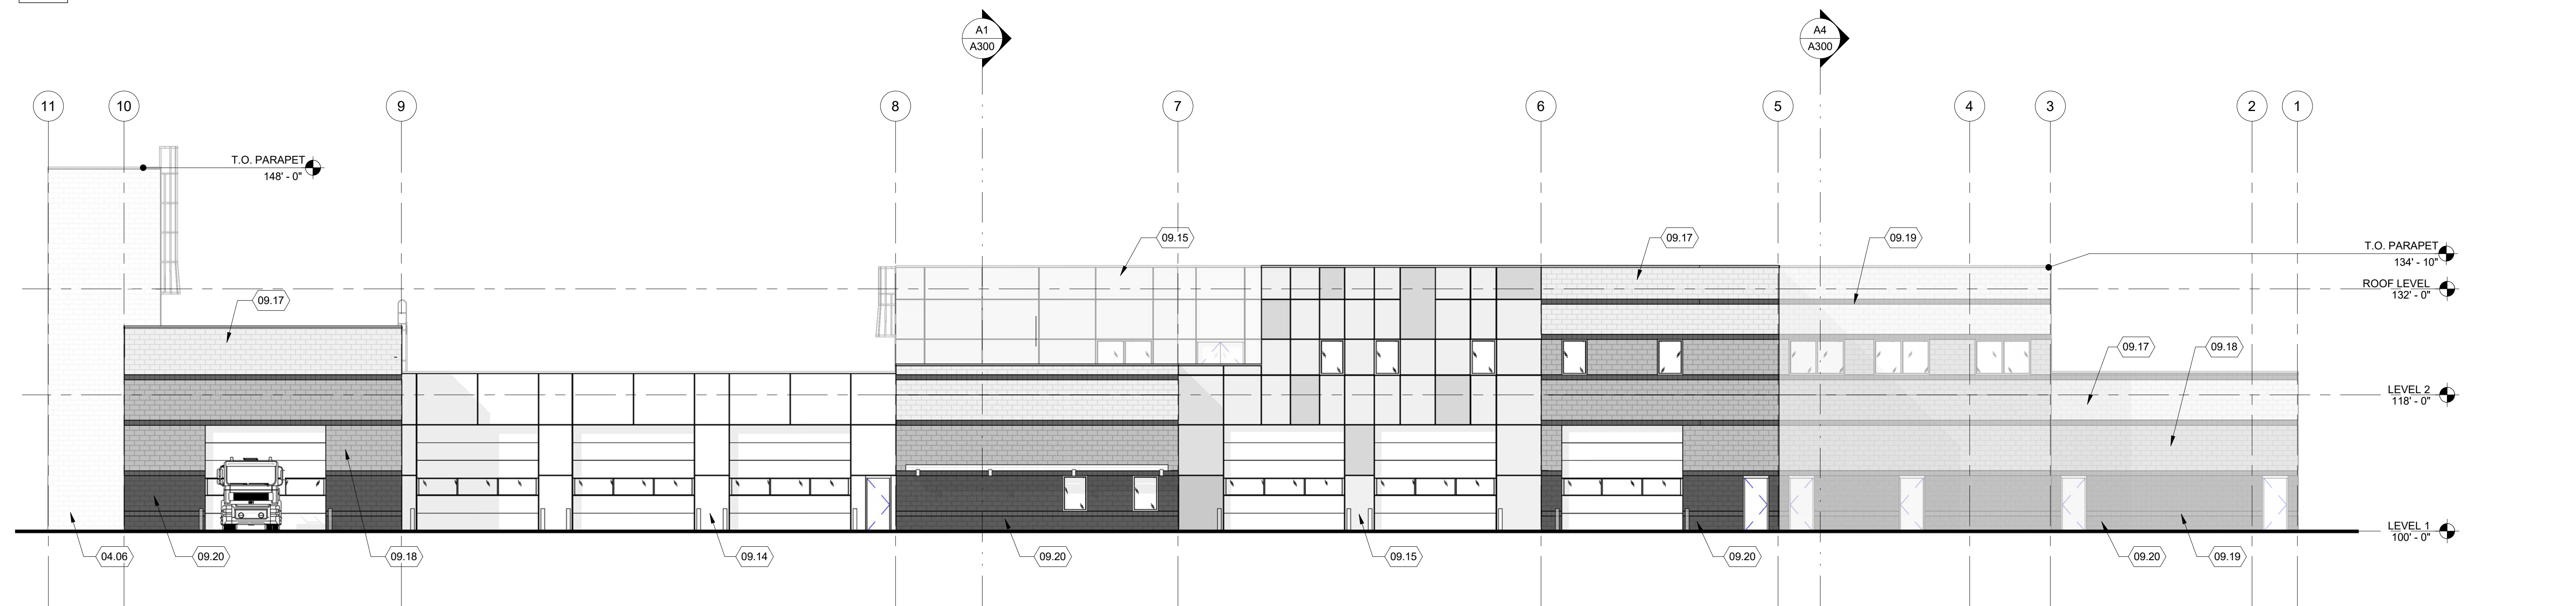 A1
A300
A4
A300
11
10
9
8
7
6
5
4
3
2
1
T.O. PARAPET
148' - 0"
09.15
09.17
09.19
T.O. PARAPET
134' - 10"
ROOF LEVEL
132' - 0"
09.17
09.17
09.18
LEVEL 2
118' - 0"
LEVEL 1
100' - 0"
04.06
09.20
09.18
09.14
09.20
09.15
09.20
09.20
09.19